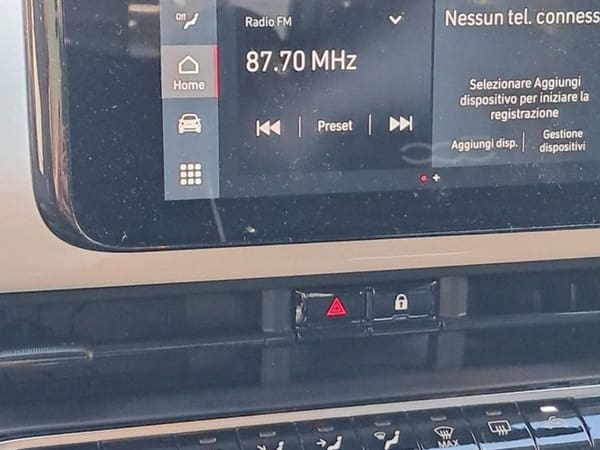 Off
Radio FM
Nessun tel. conness
87.70 MHz
Home
Selezionare Aggiungi
dispositivo per iniziare la
registrazione
Preset
Aggiungi disp.
Gestione
dispositivi
MAX